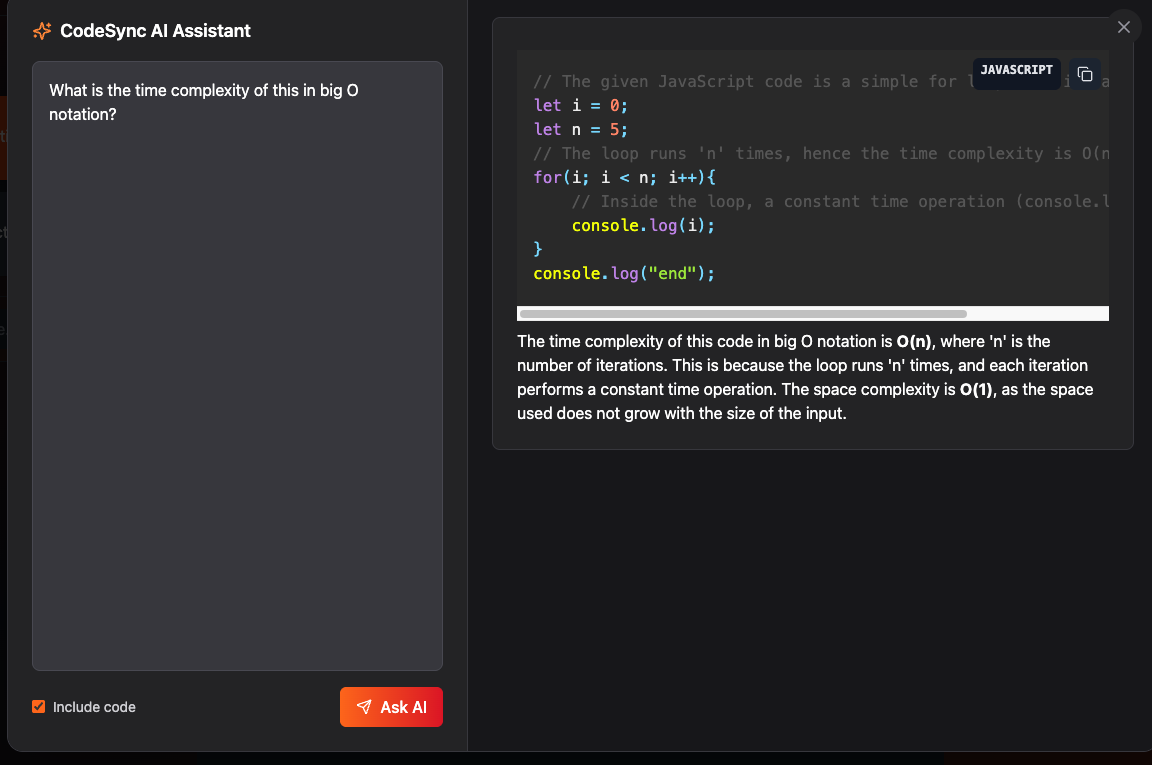 CodeSync AI Assistant
What is the time complexity of this in big O
notation?
Include code
Ask AI
JAVASCRIPT
// The given JavaScript code is a simple for
let i = 0;
let n = 5;
// The loop runs 'n' times, hence the time complexity is O(n
for(i; i < n; i++){
    // Inside the loop, a constant time operation (console.l
    console.log(i);
}
console.log("end");
The time complexity of this code in big O notation is O(n), where 'n' is the
number of iterations. This is because the loop runs 'n' times, and each iteration
performs a constant time operation. The space complexity is O(1), as the space
used does not grow with the size of the input.